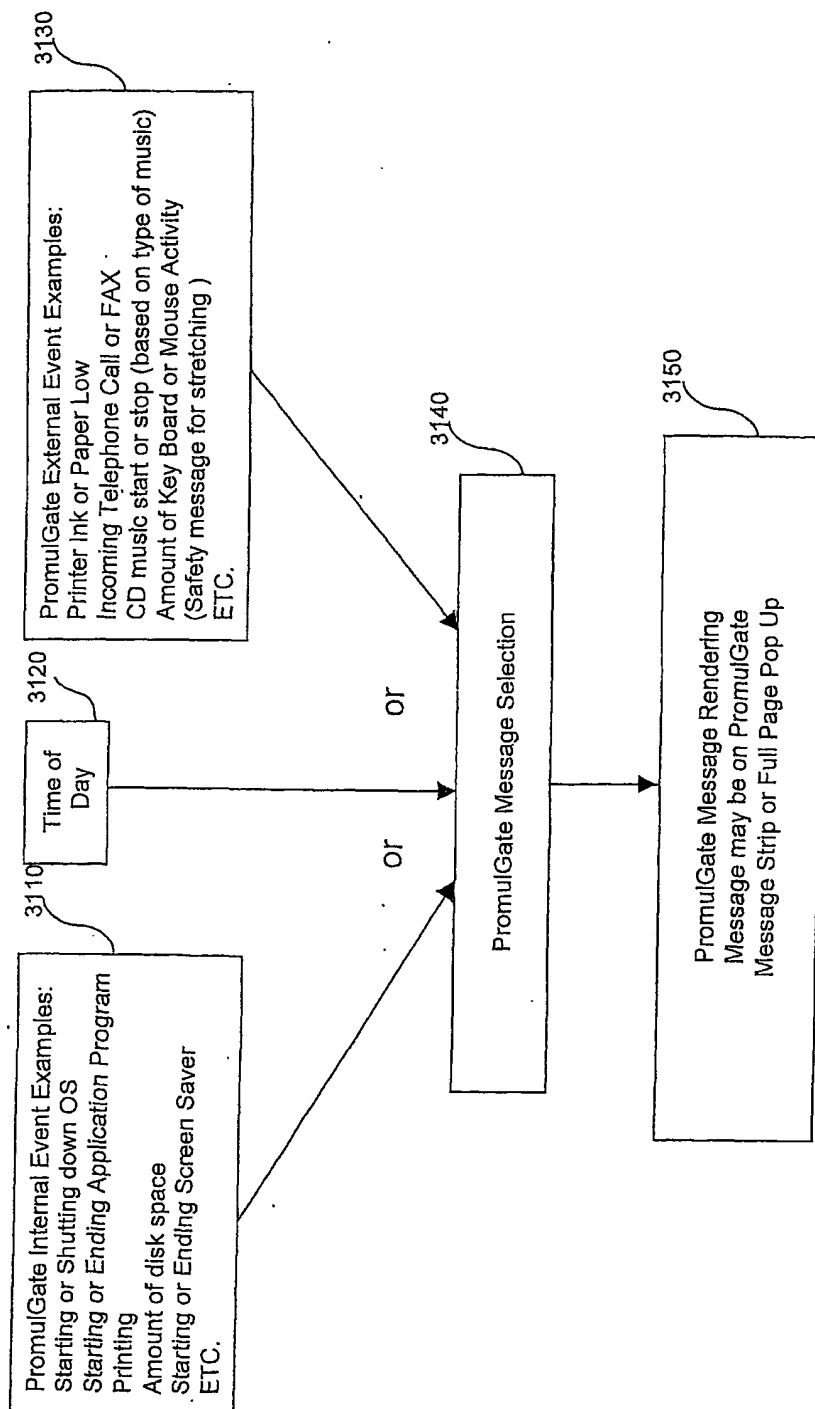 3110
PromulGate Internal Event Examples:
Starting or Shutting down OS
Starting or Ending Application Program
Printing
Amount of disk space
Starting or Ending Screen Saver
ETC.
3120
Time of
Day
3130
PromulGate External Event Examples:
Printer Ink or Paper Low
Incoming Telephone Call or FAX
CD music start or stop (based on type of music)
Amount of Key Board or Mouse Activity
(Safety message for stretching )
ETC.
or
or
3140
PromulGate Message Selection
3150
PromulGate Message Rendering
Message may be on PromulGate
Message Strip or Full Page Pop Up